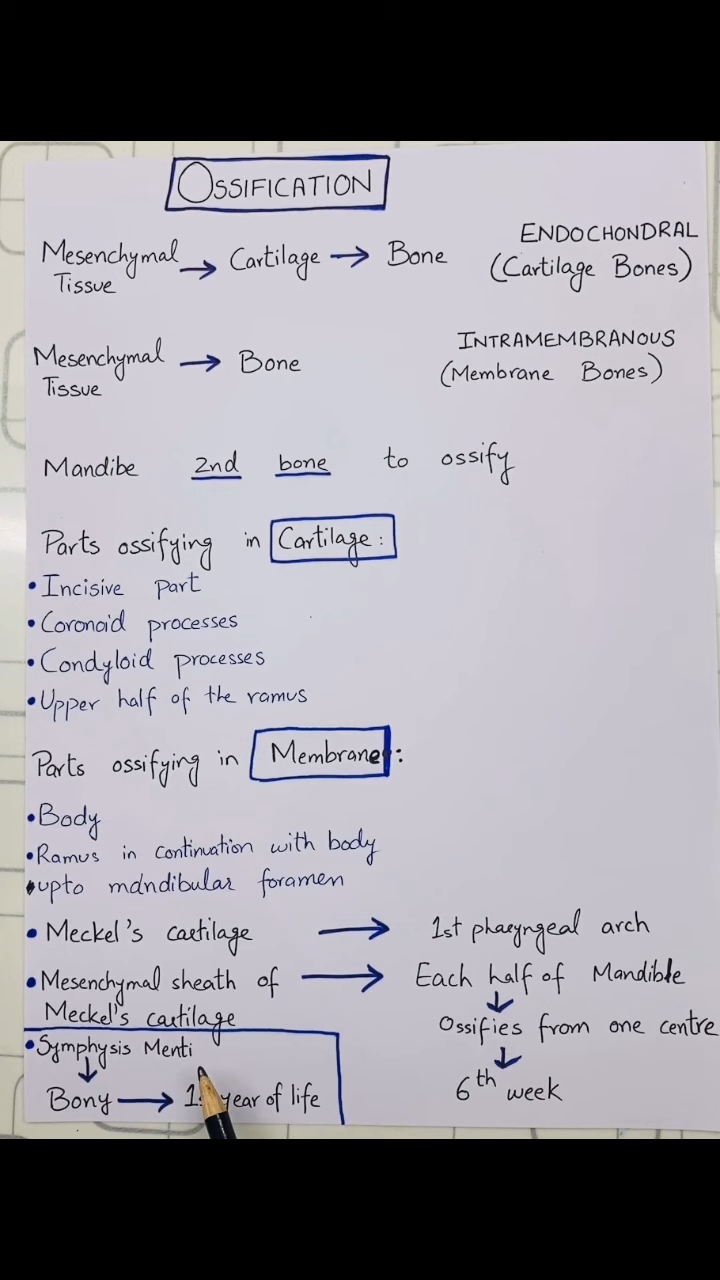 OSSIFICATION
Mesenchymal Tissue → Cartilage → Bone
ENDOCHONDRAL
(Cartilage Bones)
Mesenchymal Tissue → Bone
INTRAMEMBRANOUS
(Membrane Bones)
Mandibe 2nd bone to ossify
Parts ossifying in Cartilage:
• Incisive part
• Coronoid processes
• Condyloid processes
• Upper half of the ramus
Parts ossifying in Membrane:
• Body
• Ramus in continuation with body
• upto mandibular foramen
• Meckel's cartilage → 1st pharyngeal arch
• Mesenchymal sheath of Meckel's cartilage → Each half of Mandible
↓
Ossifies from one centre
↓
6th week
• Symphysis Menti
↓
Bony → year of life